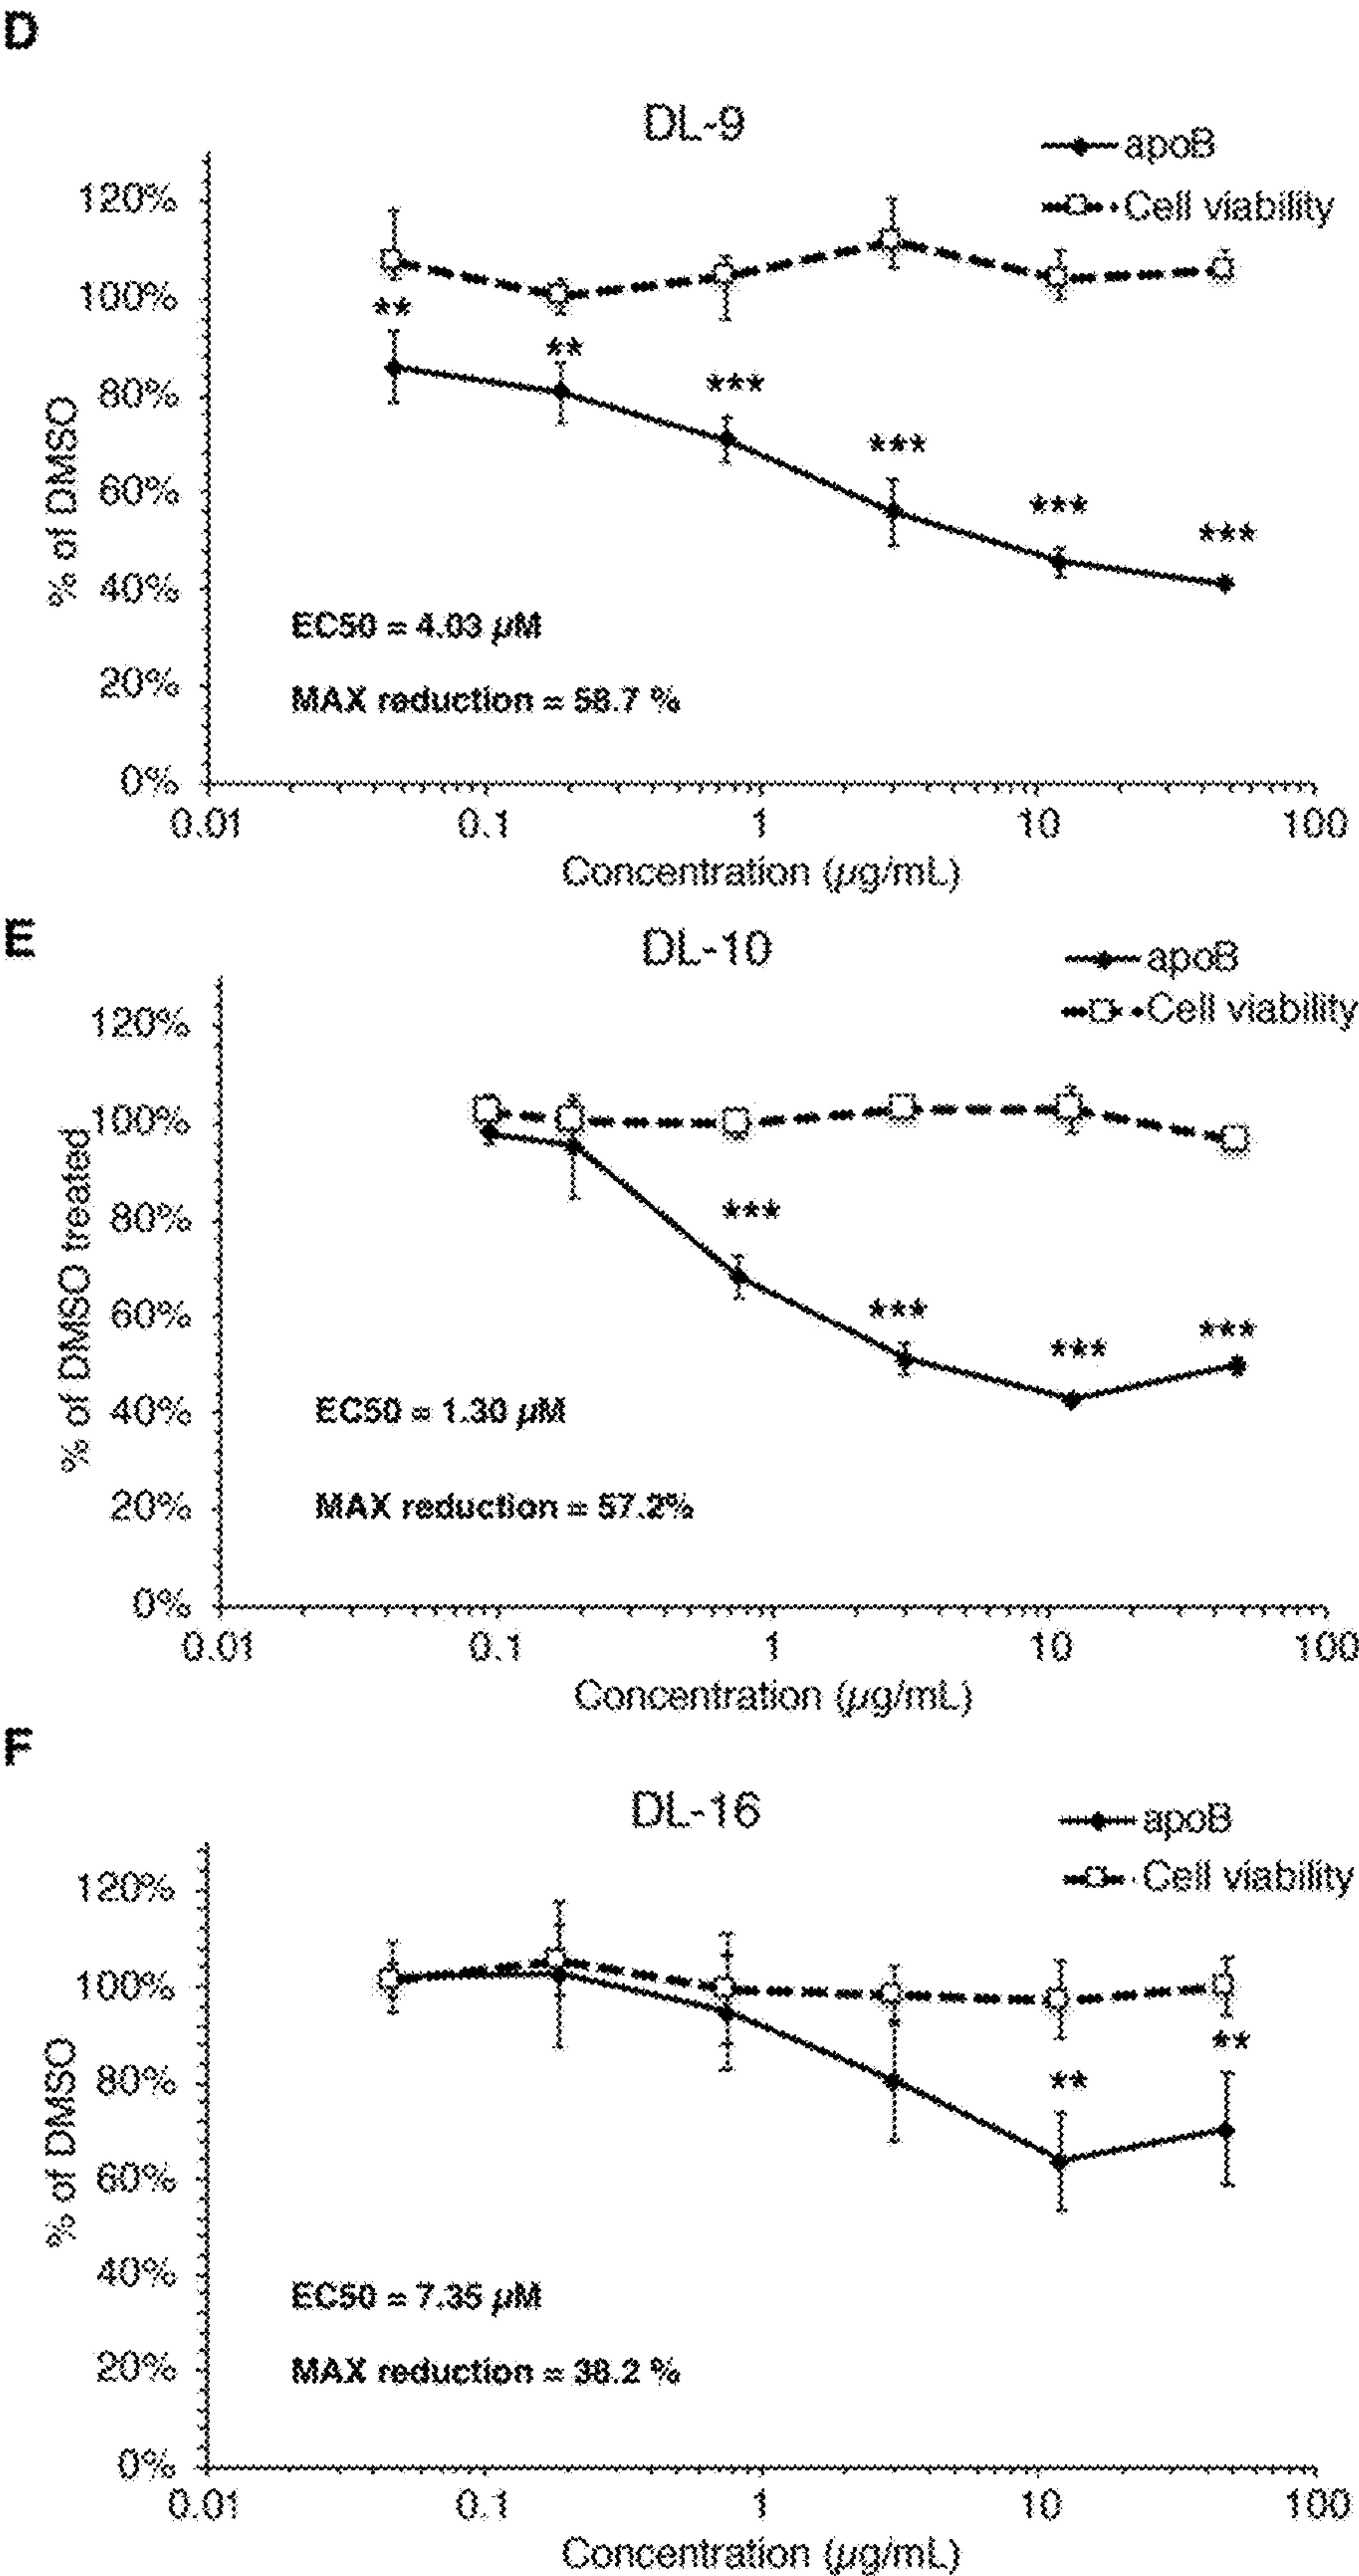 D
DL-9
apoB
Cell viability
120%
100%
80%
60%
40%
20%
0%
% of DMSO
**
**
***
***
***
***
EC50 = 4.03 µM
MAX reduction = 58.7 %
0.01 0.1 1 10 100
Concentration (µg/mL)
E
DL-10
apoB
Cell viability
120%
100%
80%
60%
40%
20%
0%
% of DMSO treated
***
***
***
***
EC50 = 1.30 µM
MAX reduction = 57.2%
0.01 0.1 1 10 100
Concentration (µg/mL)
F
DL-16
apoB
Cell viability
120%
100%
80%
60%
40%
20%
0%
% of DMSO
**
**
EC50 = 7.35 µM
MAX reduction = 38.2 %
0.01 0.1 1 10 100
Concentration (µg/mL)